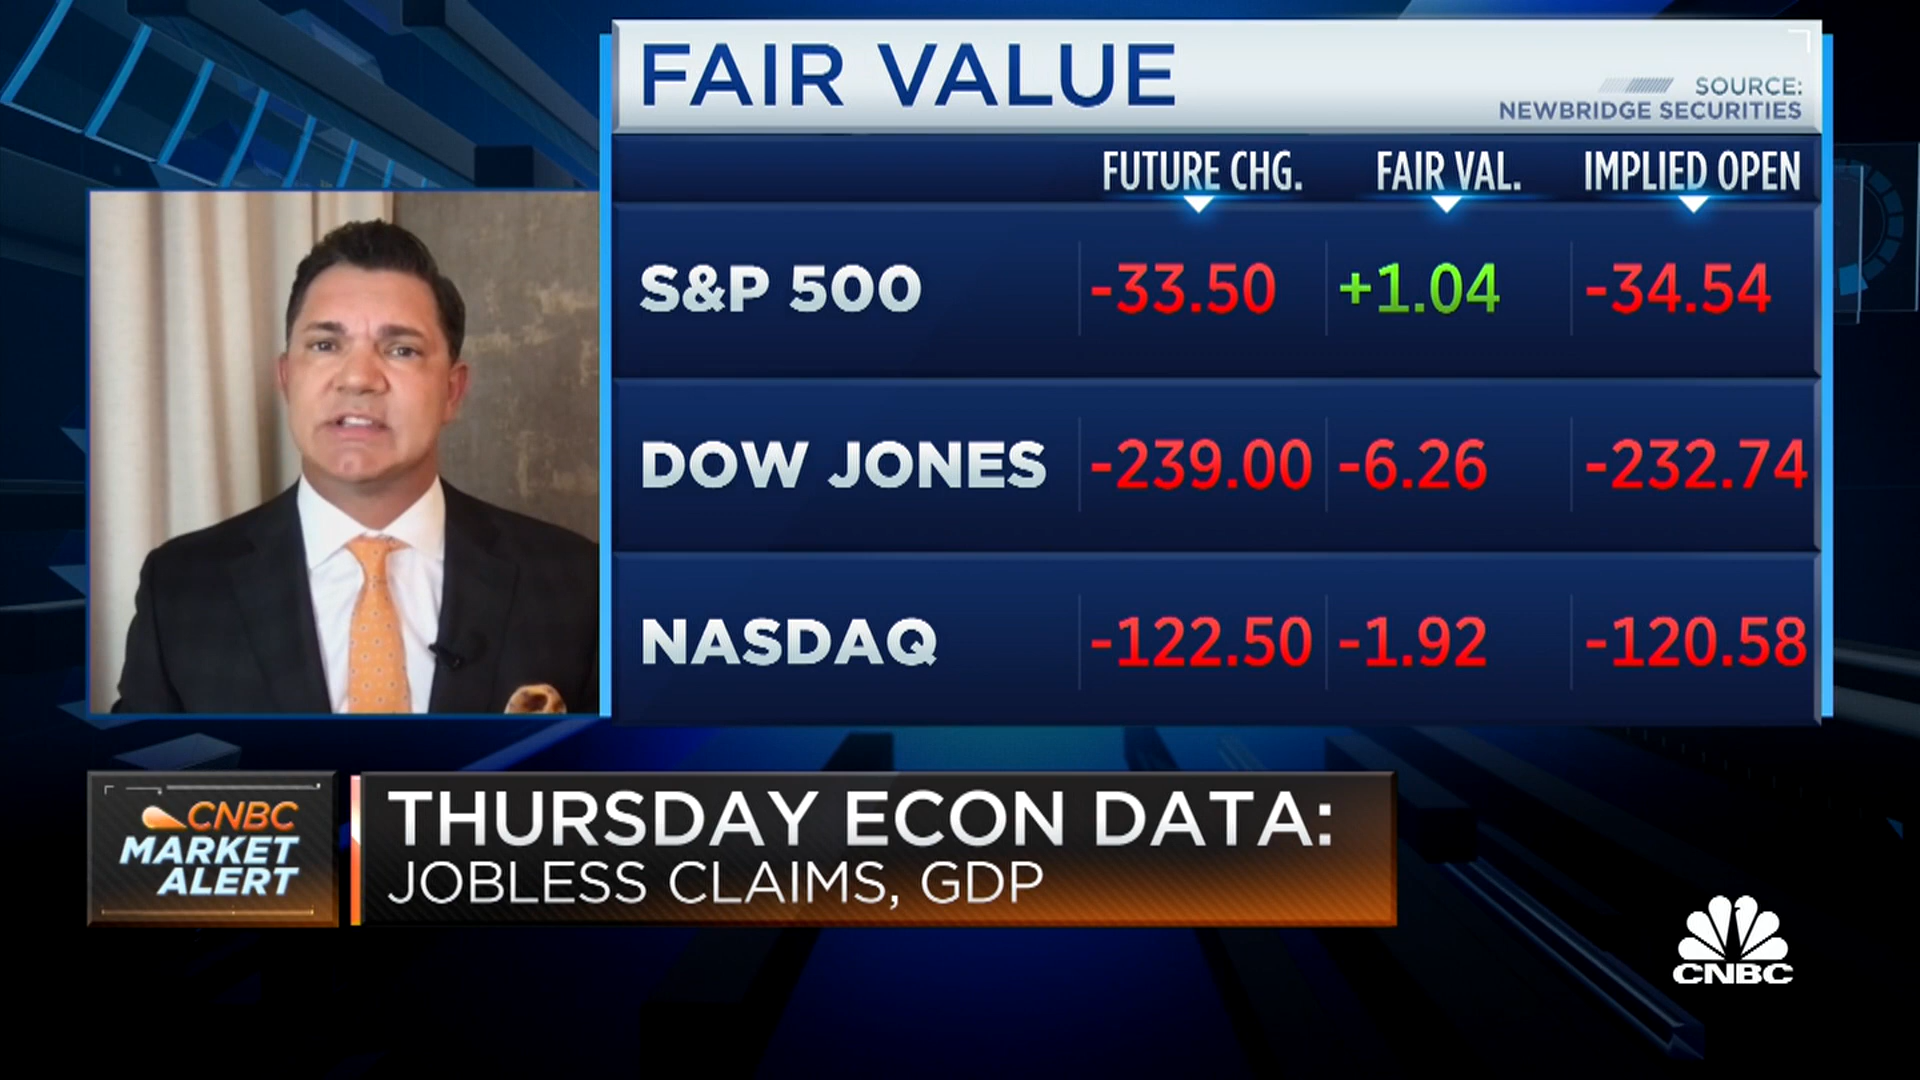 FAIR VALUE
SOURCE:
NEWBRIDGE SECURITIES
FUTURE CHG. FAIR VAL. IMPLIED OPEN
S&P 500 -33.50 +1.04 -34.54
DOW JONES -239.00 -6.26 -232.74
NASDAQ -122.50 -1.92 -120.58
CNBC
MARKET
ALERT
THURSDAY ECON DATA:
JOBLESS CLAIMS, GDP
CNBC